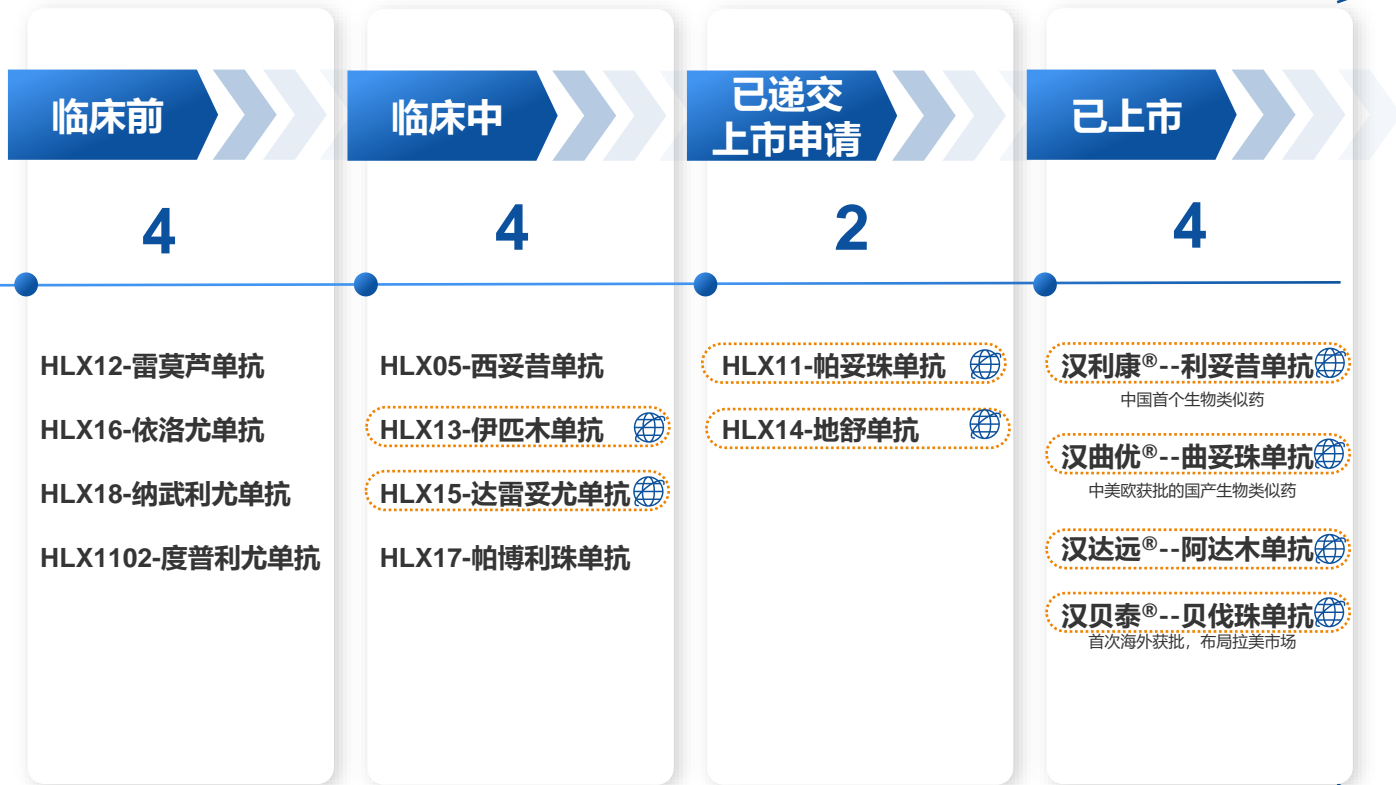 临床前
4
HLX12-雷莫芦单抗
HLX16-依洛尤单抗
HLX18-纳武利尤单抗
HLX1102-度普利尤单抗
临床中
4
HLX05-西妥昔单抗
HLX13-伊匹木单抗
HLX15-达雷妥尤单抗
HLX17-帕博利珠单抗
已递交
上市申请
2
HLX11-帕妥珠单抗
HLX14-地舒单抗
已上市
4
汉利康®--利妥昔单抗
中国首个生物类似药
汉曲优®--曲妥珠单抗
中美欧获批的国产生物类似药
汉达远®--阿达木单抗
汉贝泰®--贝伐珠单抗
首次海外获批，布局拉美市场